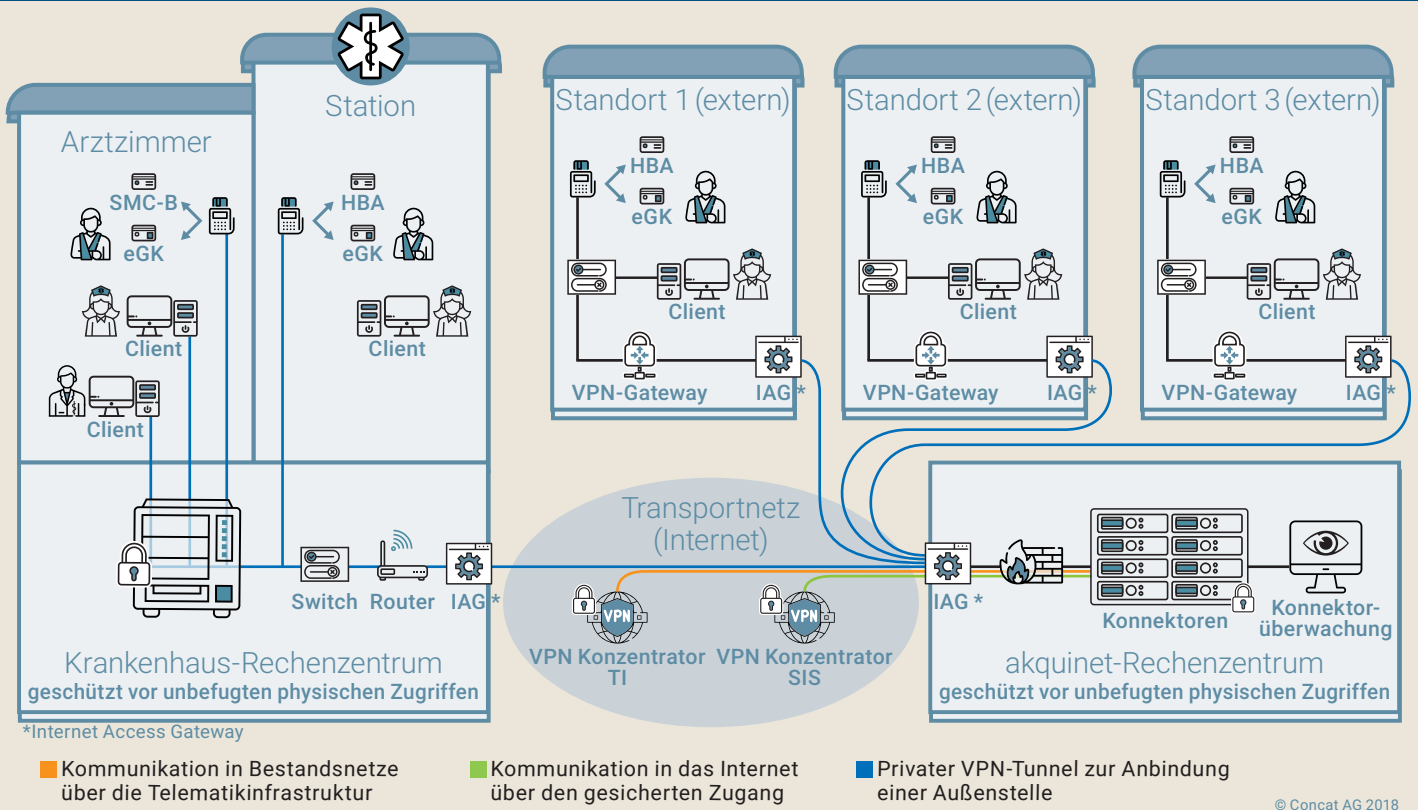 Arztzimmer
SMC-B
eGK
Client
Client
Station
HBA
eGK
Client
Standort 1 (extern)
HBA
eGK
Client
VPN-Gateway
IAG *
Standort 2 (extern)
HBA
eGK
Client
VPN-Gateway
IAG *
Standort 3 (extern)
HBA
eGK
Client
VPN-Gateway
IAG *
Switch
Router
IAG *
Krankenhaus-Rechenzentrum
geschützt vor unbefugten physischen Zugriffen
Transportnetz
(Internet)
VPN
VPN Konzentrator
TI
VPN
VPN Konzentrator
SIS
IAG *
Konnektoren
Konnektor-
überwachung
akquinet-Rechenzentrum
geschützt vor unbefugten physischen Zugriffen
*Internet Access Gateway
Kommunikation in Bestandsnetze
über die Telematikinfrastruktur
Kommunikation in das Internet
über den gesicherten Zugang
Privater VPN-Tunnel zur Anbindung
einer Außenstelle
© Concat AG 2018